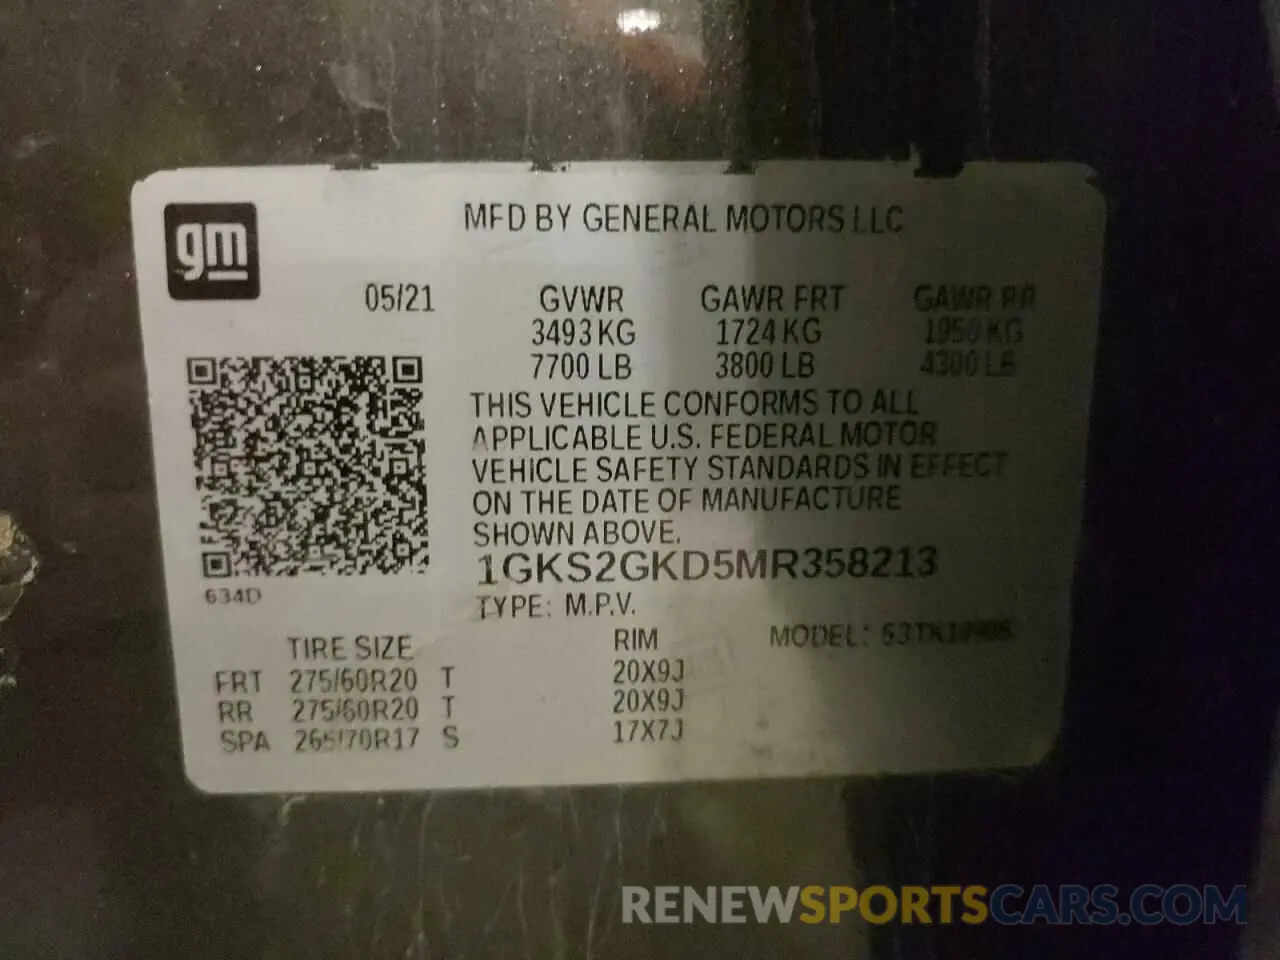 gm
MFD BY GENERAL MOTORS LLC
05/21 GVWR GAWR FRT GAWR RR
3493 KG 1724 KG 1950 KG
7700 LB 3800 LB 4300 LB
THIS VEHICLE CONFORMS TO ALL
APPLICABLE U.S. FEDERAL MOTOR
VEHICLE SAFETY STANDARDS IN EFFECT
ON THE DATE OF MANUFACTURE
SHOWN ABOVE.
1GKS2GKD5MR358213
634D
TYPE: M.P.V.
TIRE SIZE RIM MODEL:
FRT 275/60R20 T 20X9J
RR 275/60R20 T 20X9J
SPA 265/70R17 S 17X7J
RENEWSPORTSCARS.COM